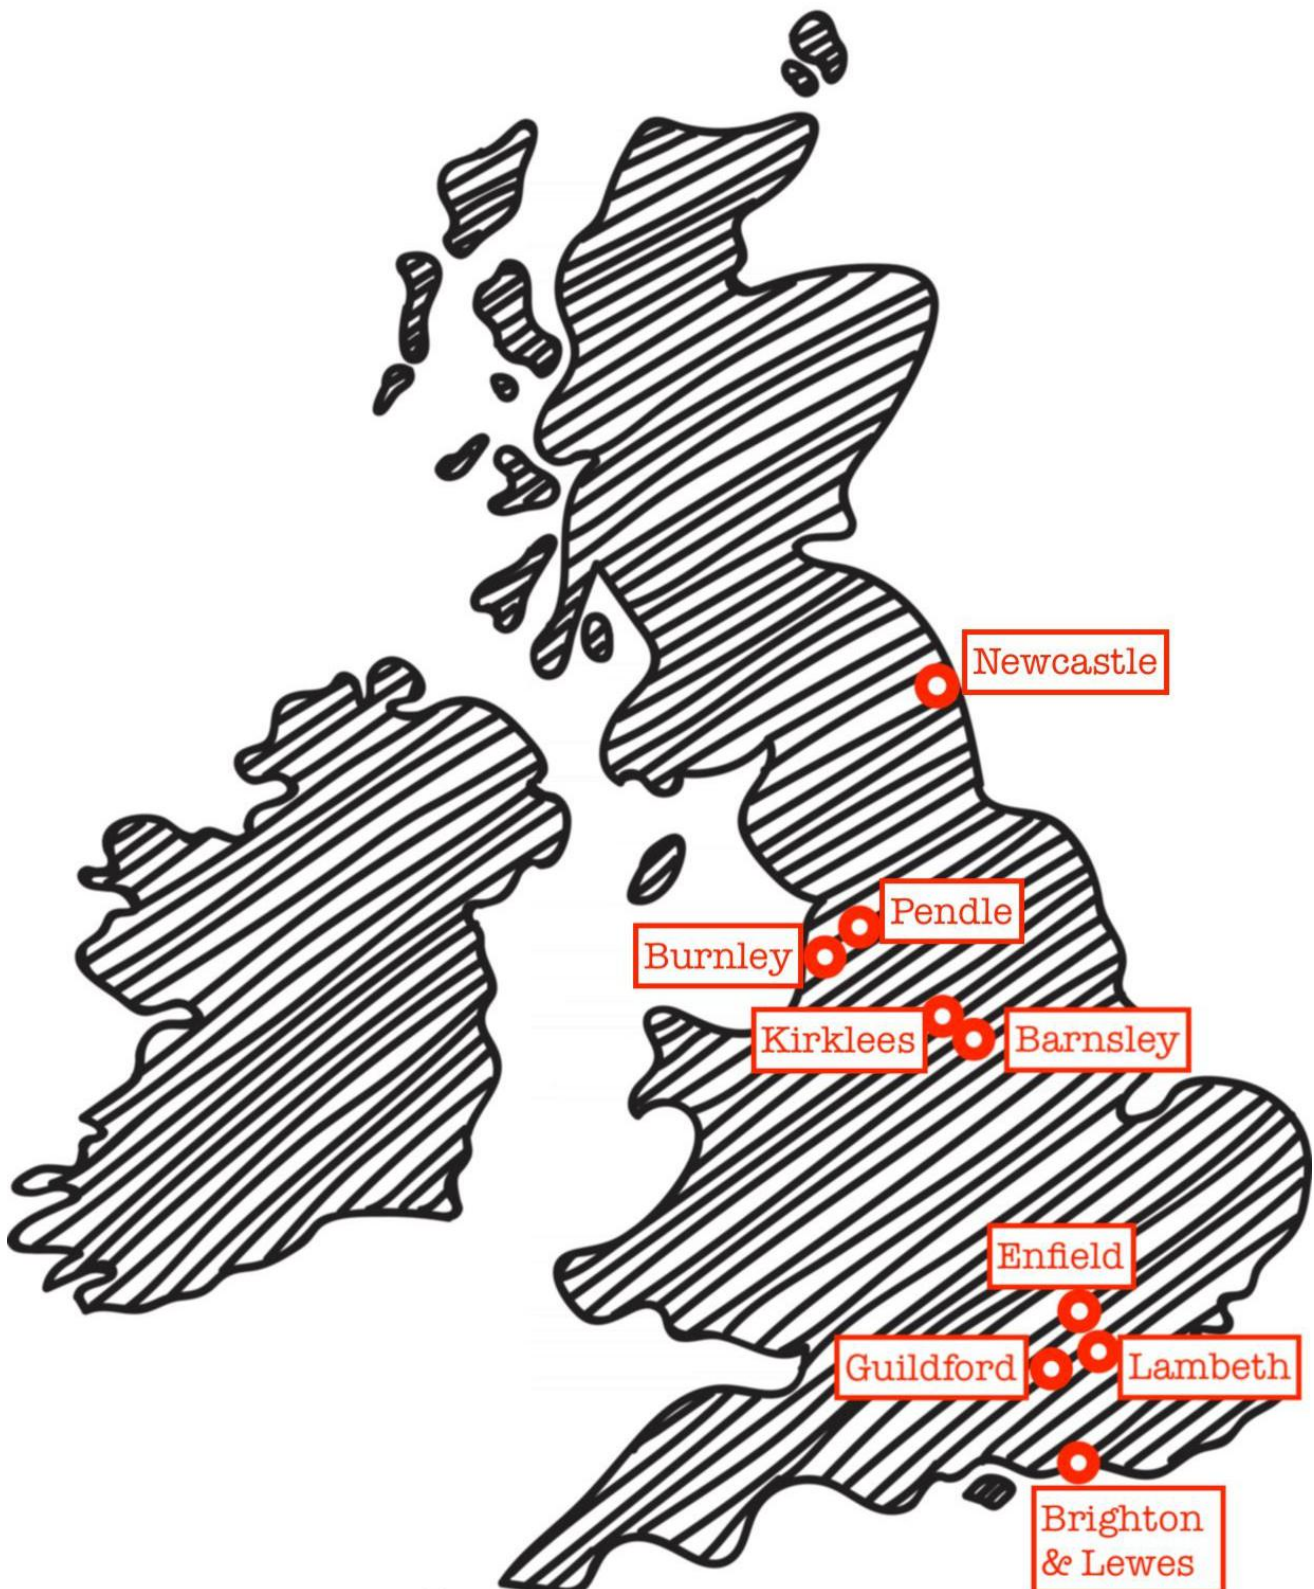 Newcastle
Pendle
Burnley
Kirklees
Barnsley
Enfield
Guildford
Lambeth
Brighton
& Lewes